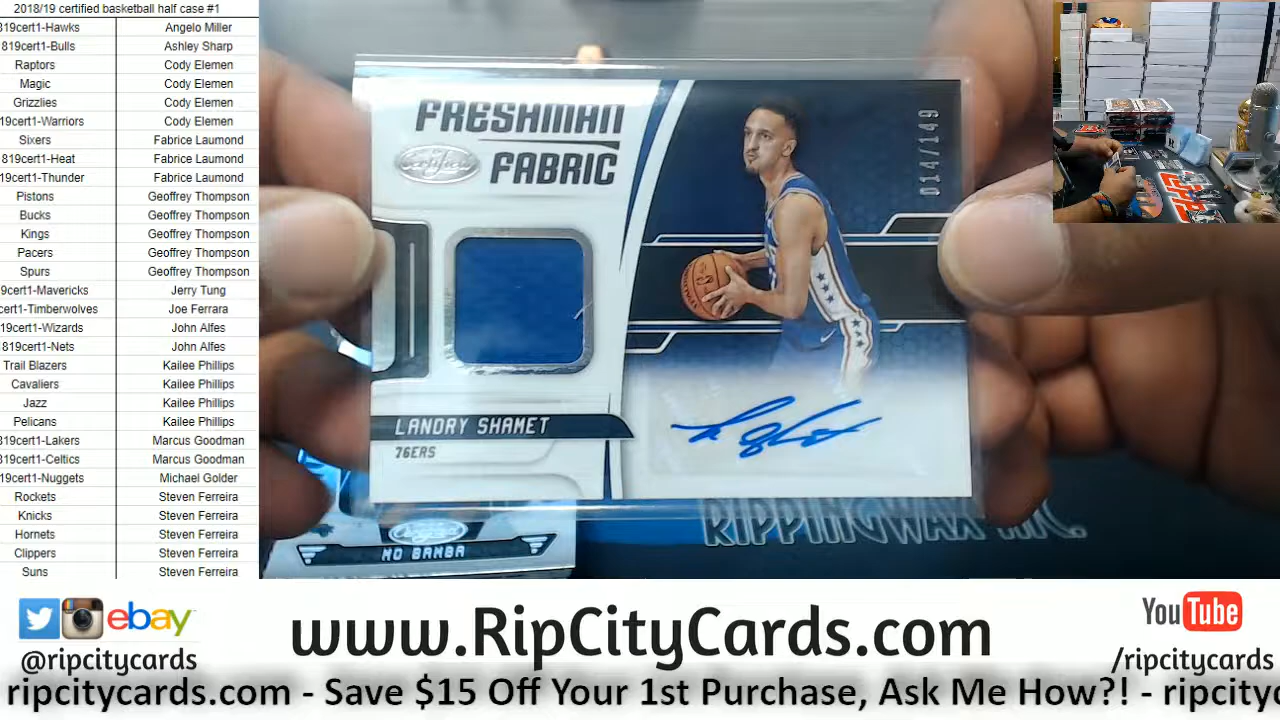 2018/19 certified basketball half case #1
819cert1-Hawks Angelo Miller
819cert1-Bulls Ashley Sharp
Raptors Cody Elemen
Magic Cody Elemen
Grizzlies Cody Elemen
19cert1-Warriors Cody Elemen
Sixers Fabrice Laumond
819cert1-Heat Fabrice Laumond
19cert1-Thunder Fabrice Laumond
Pistons Geoffrey Thompson
Bucks Geoffrey Thompson
Kings Geoffrey Thompson
Pacers Geoffrey Thompson
Spurs Geoffrey Thompson
19cert1-Mavericks Jerry Tung
cert1-Timberwolves Joe Ferrara
19cert1-Wizards John Alfes
819cert1-Nets John Alfes
Trail Blazers Kailee Phillips
Cavaliers Kailee Phillips
Jazz Kailee Phillips
Pelicans Kailee Phillips
819cert1-Lakers Marcus Goodman
819cert1-Celtics Marcus Goodman
19cert1-Nuggets Michael Golder
Rockets Steven Ferreira
Knicks Steven Ferreira
Hornets Steven Ferreira
Clippers Steven Ferreira
Suns Steven Ferreira
FRESHMAN
Certified
FABRIC
014/149
LANDRY SHAMET
76ERS
Certified
MO BAMBA
RIPPINGWAX INC.
ebay
@ripcitycards
www.RipCityCards.com
YouTube
/ripcitycards
ripcitycards.com - Save $15 Off Your 1st Purchase, Ask Me How?! - ripcityc